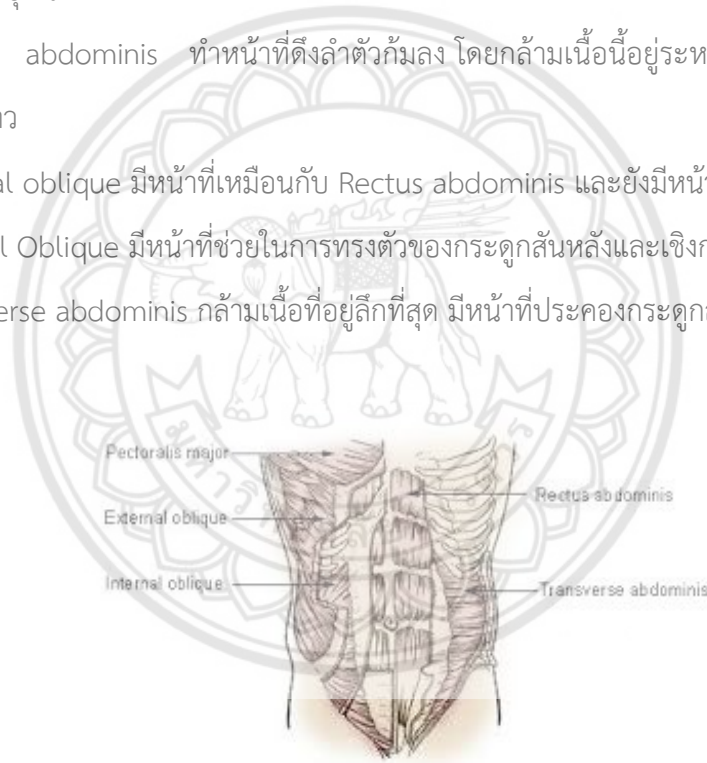 abdominis ทำหน้าที่ดึงลำตัวก้มลง โดยกล้ามเนื้อนี้อยู่ระห
al oblique มีหน้าที่เหมือนกับ Rectus abdominis และยังมีหน้า
l Oblique มีหน้าที่ช่วยในการทรงตัวของกระดูกสันหลังและเชิงก
erse abdominis กล้ามเนื้อที่อยู่ลึกที่สุด มีหน้าที่ประคองกระดูก
Pectoralis major
Rectus abdominis
External oblique
Internal oblique
Transverse abdominis